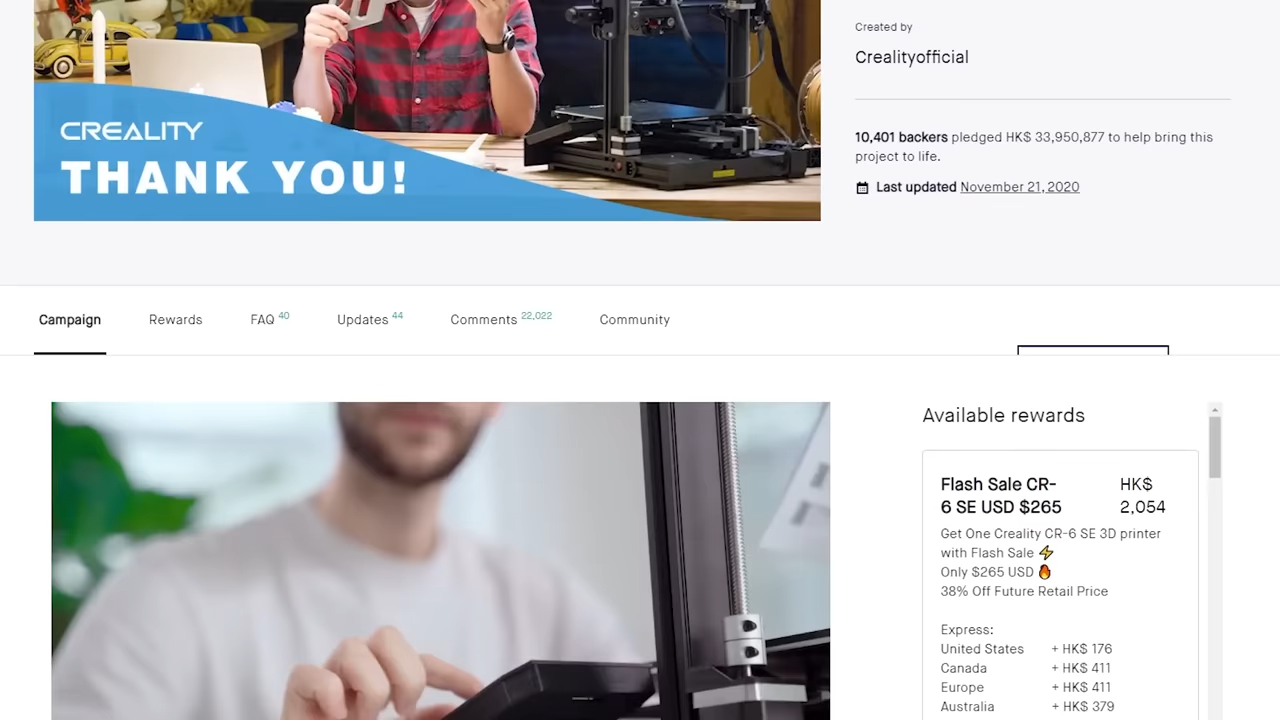 Created by
Crealityofficial
10,401 backers pledged HK$ 33,950,877 to help bring this
project to life.
Last updated November 21, 2020
CREALITY
THANK YOU!
Campaign
Rewards
FAQ 40
Updates 44
Comments 22,022
Community
Available rewards
Flash Sale CR-
6 SE USD $265
HK$
2,054
Get One Creality CR-6 SE 3D printer
with Flash Sale ⚡
Only $265 USD 🔥
38% Off Future Retail Price
Express:
United States + HK$ 176
Canada + HK$ 411
Europe + HK$ 411
Australia + HK$ 379